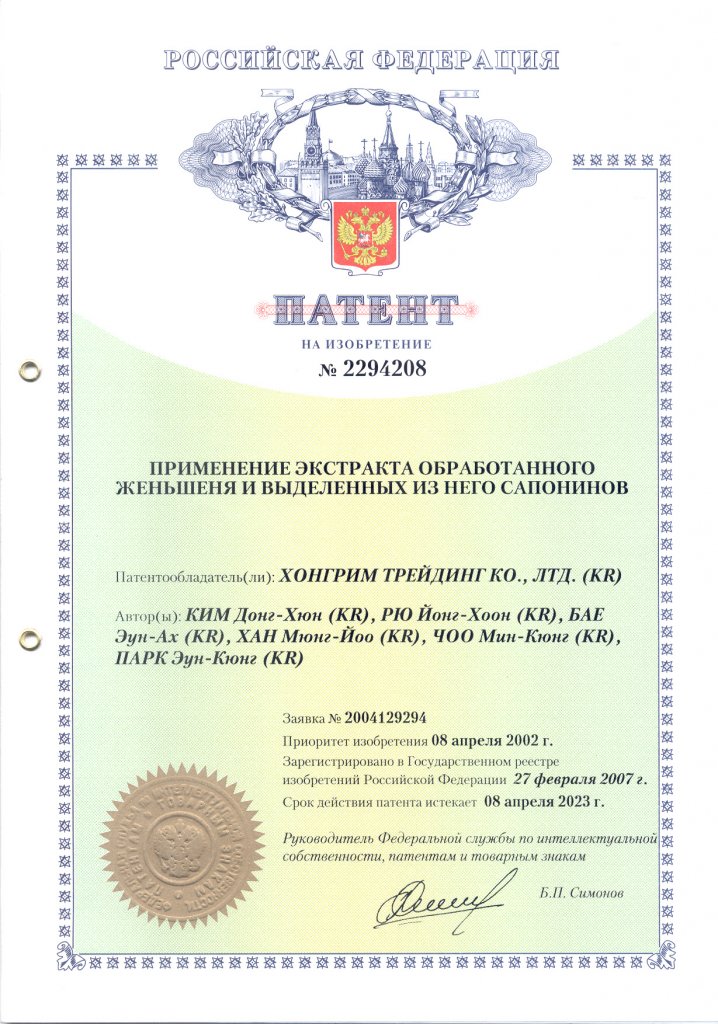 РОССИЙСКАЯ ФЕДЕРАЦИЯ
ПАТЕНТ
НА ИЗОБРЕТЕНИЕ
№ 2294208
ПРИМЕНЕНИЕ ЭКСТРАКТА ОБРАБОТАННОГО
ЖЕНЬШЕНЯ И ВЫДЕЛЕННЫХ ИЗ НЕГО САПОНИНОВ
Патентообладатель(ли): ХОНГРИМ ТРЕЙДИНГ КО., ЛТД. (KR)
Автор(ы): КИМ Донг-Хюн (KR), РЮ Йонг-Хоон (KR), БАЕ
Эун-Ах (KR), ХАН Мюнг-Йоо (KR), ЧОО Мин-Кюнг (KR),
ПАРК Эун-Кюнг (KR)
Заявка № 2004129294
Приоритет изобретения 08 апреля 2002 г.
Зарегистрировано в Государственном реестре
изобретений Российской Федерации 27 февраля 2007 г.
Срок действия патента истекает 08 апреля 2023 г.
Руководитель Федеральной службы по интеллектуальной
собственности, патентам и товарным знакам
Б.П. Симонов